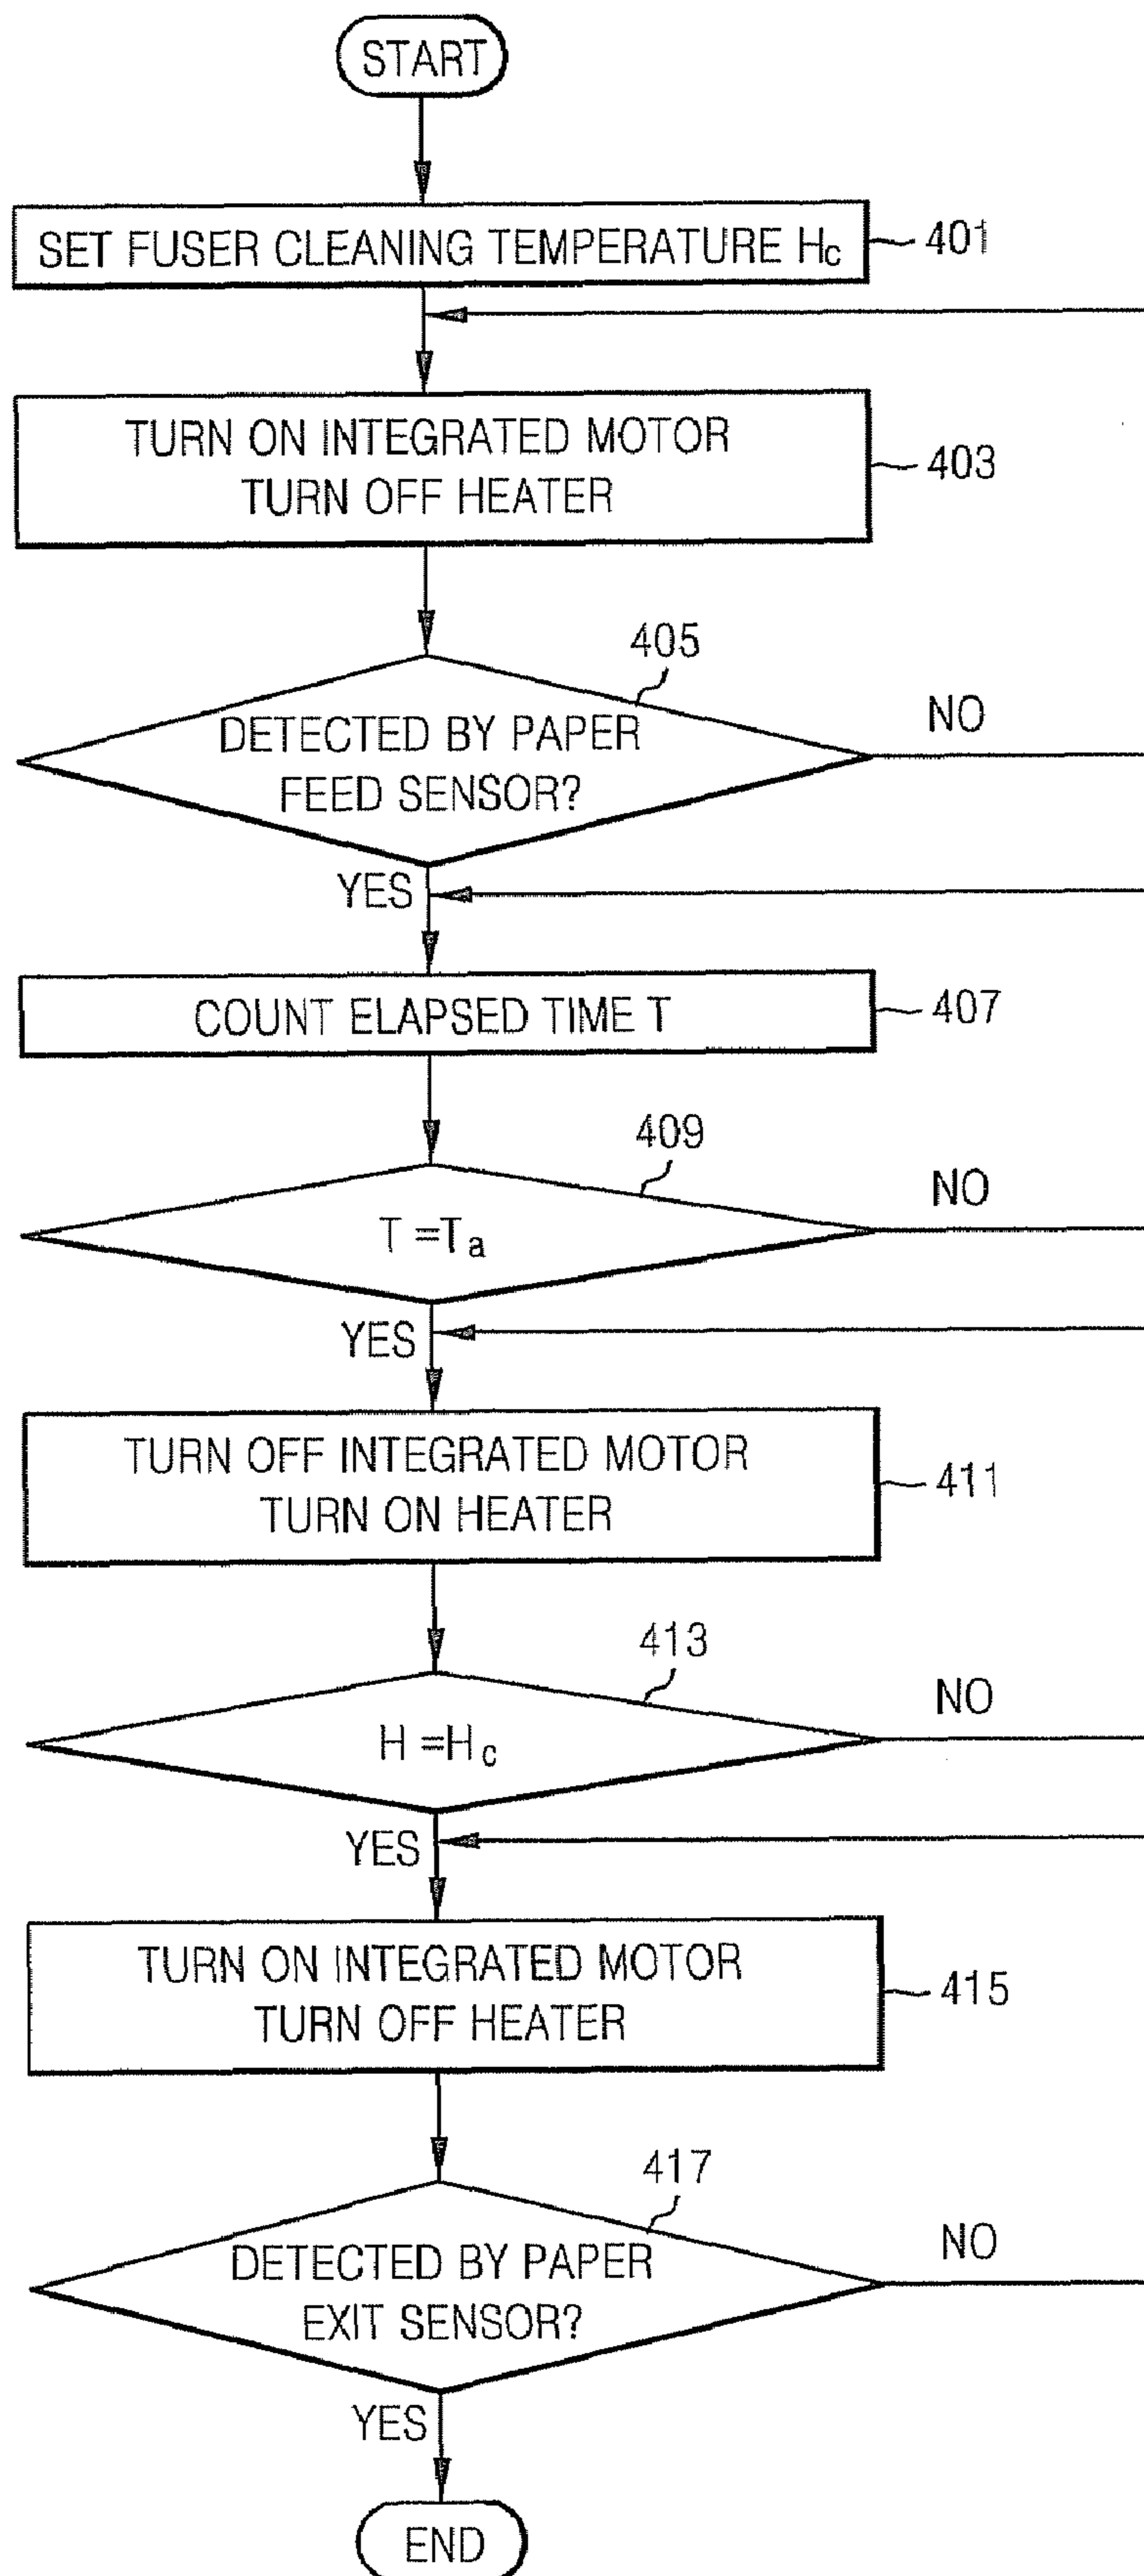 START
SET FUSER CLEANING TEMPERATURE Hc
401
TURN ON INTEGRATED MOTOR
TURN OFF HEATER
403
405
DETECTED BY PAPER
FEED SENSOR?
NO
YES
COUNT ELAPSED TIME T
407
409
T =Ta
NO
YES
TURN OFF INTEGRATED MOTOR
TURN ON HEATER
411
413
H =Hc
NO
YES
TURN ON INTEGRATED MOTOR
TURN OFF HEATER
415
417
DETECTED BY PAPER
EXIT SENSOR?
NO
YES
END